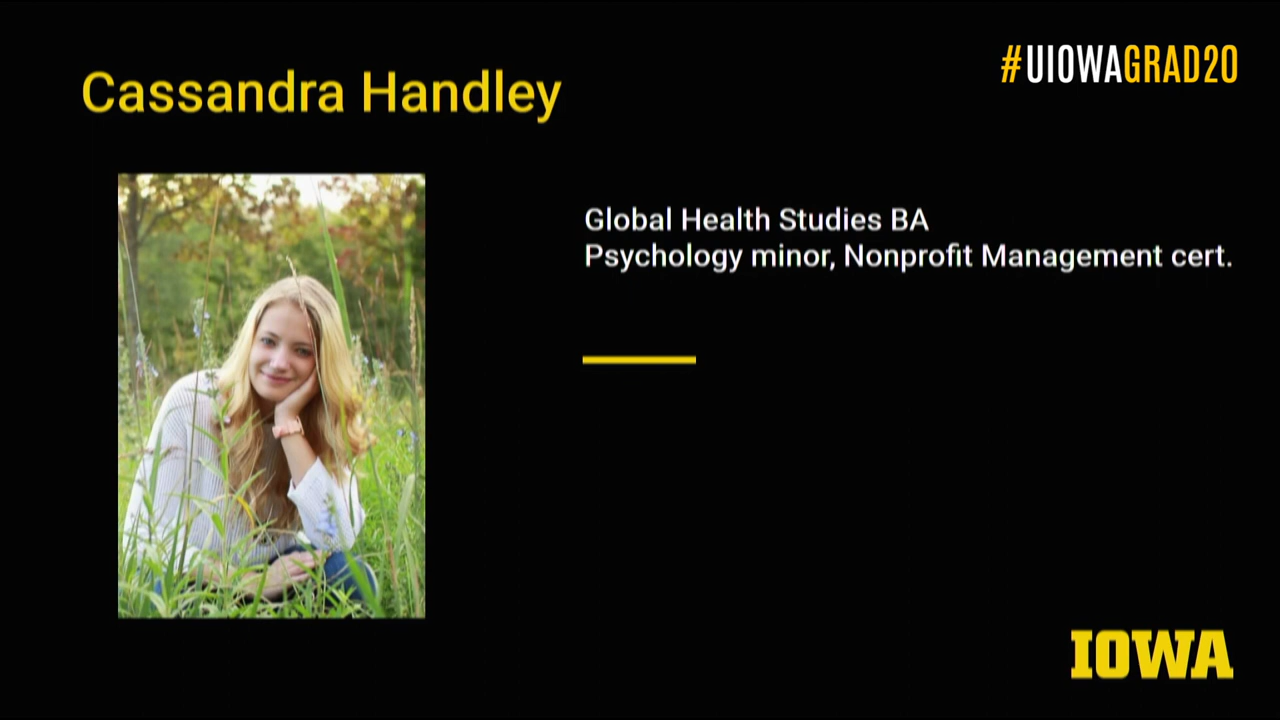 Cassandra Handley
#UIOWAGRAD20
Global Health Studies BA
Psychology minor, Nonprofit Management cert.
IOWA